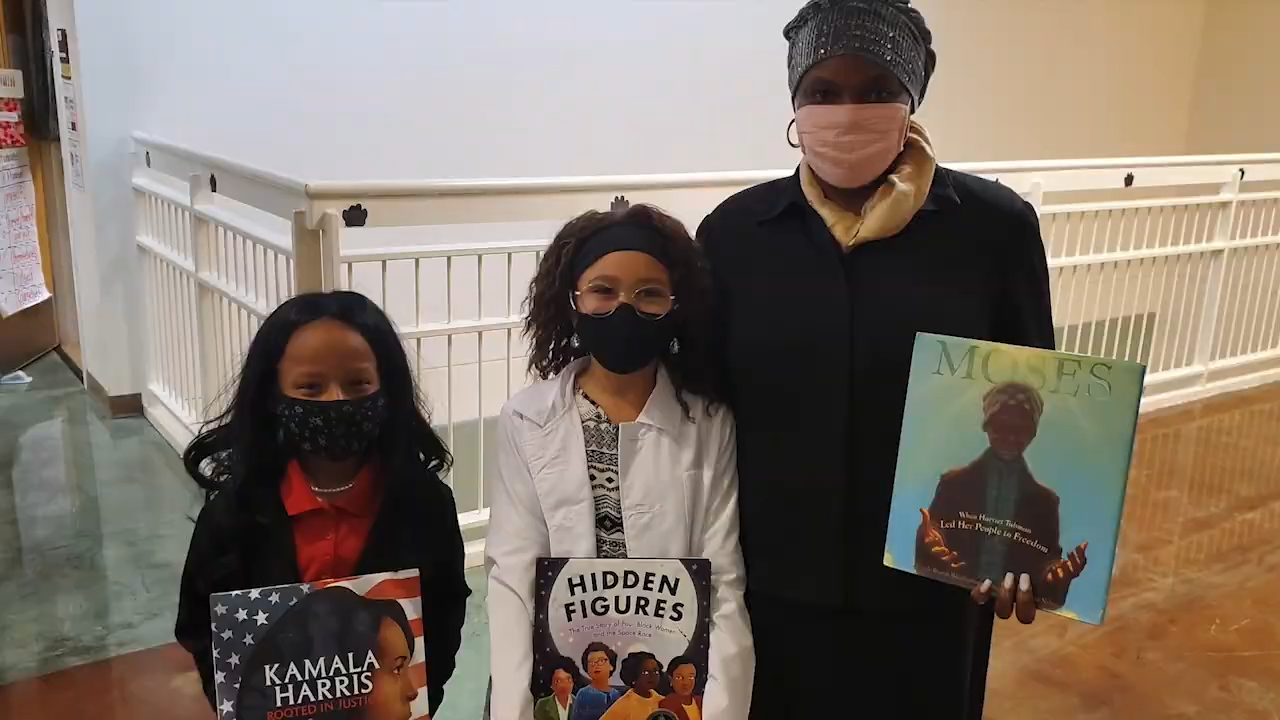 KAMALA
HARRIS
ROOTED IN JUSTICE
HIDDEN
FIGURES
The True Story of Four Black Women
and the Space Race
MOSES
When Harriet Tubman
Led Her People to Freedom